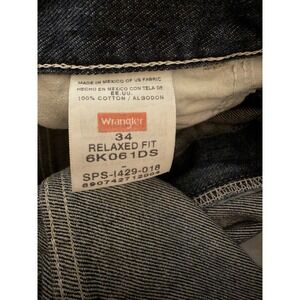 MADE IN MEXICO OF US FABRIC
HECHO EN MEXICO CON TELA DE
EE.UU.
100% COTTON / ALGODON
Wrangler
34
RELAXED FIT
6K061DS
-
SPS-I429-018
890742712003